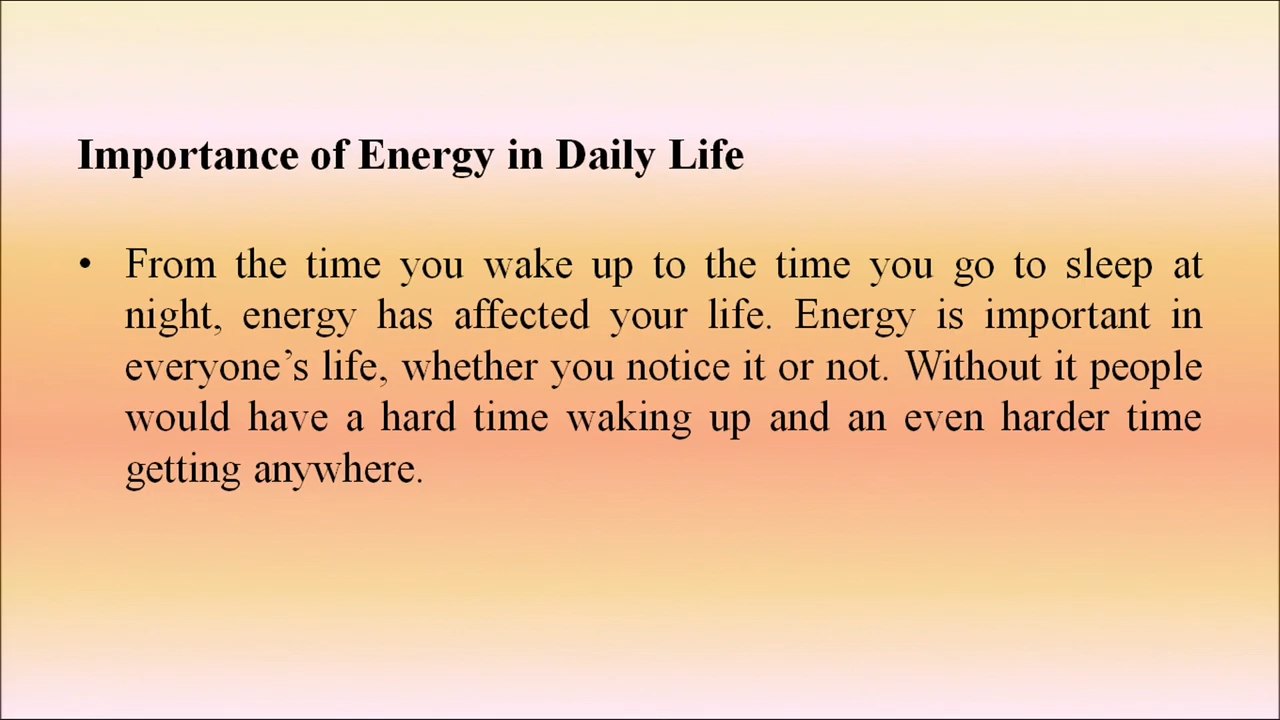 Importance of Energy in Daily Life
• From the time you wake up to the time you go to sleep at
night, energy has affected your life. Energy is important in
everyone’s life, whether you notice it or not. Without it people
would have a hard time waking up and an even harder time
getting anywhere.